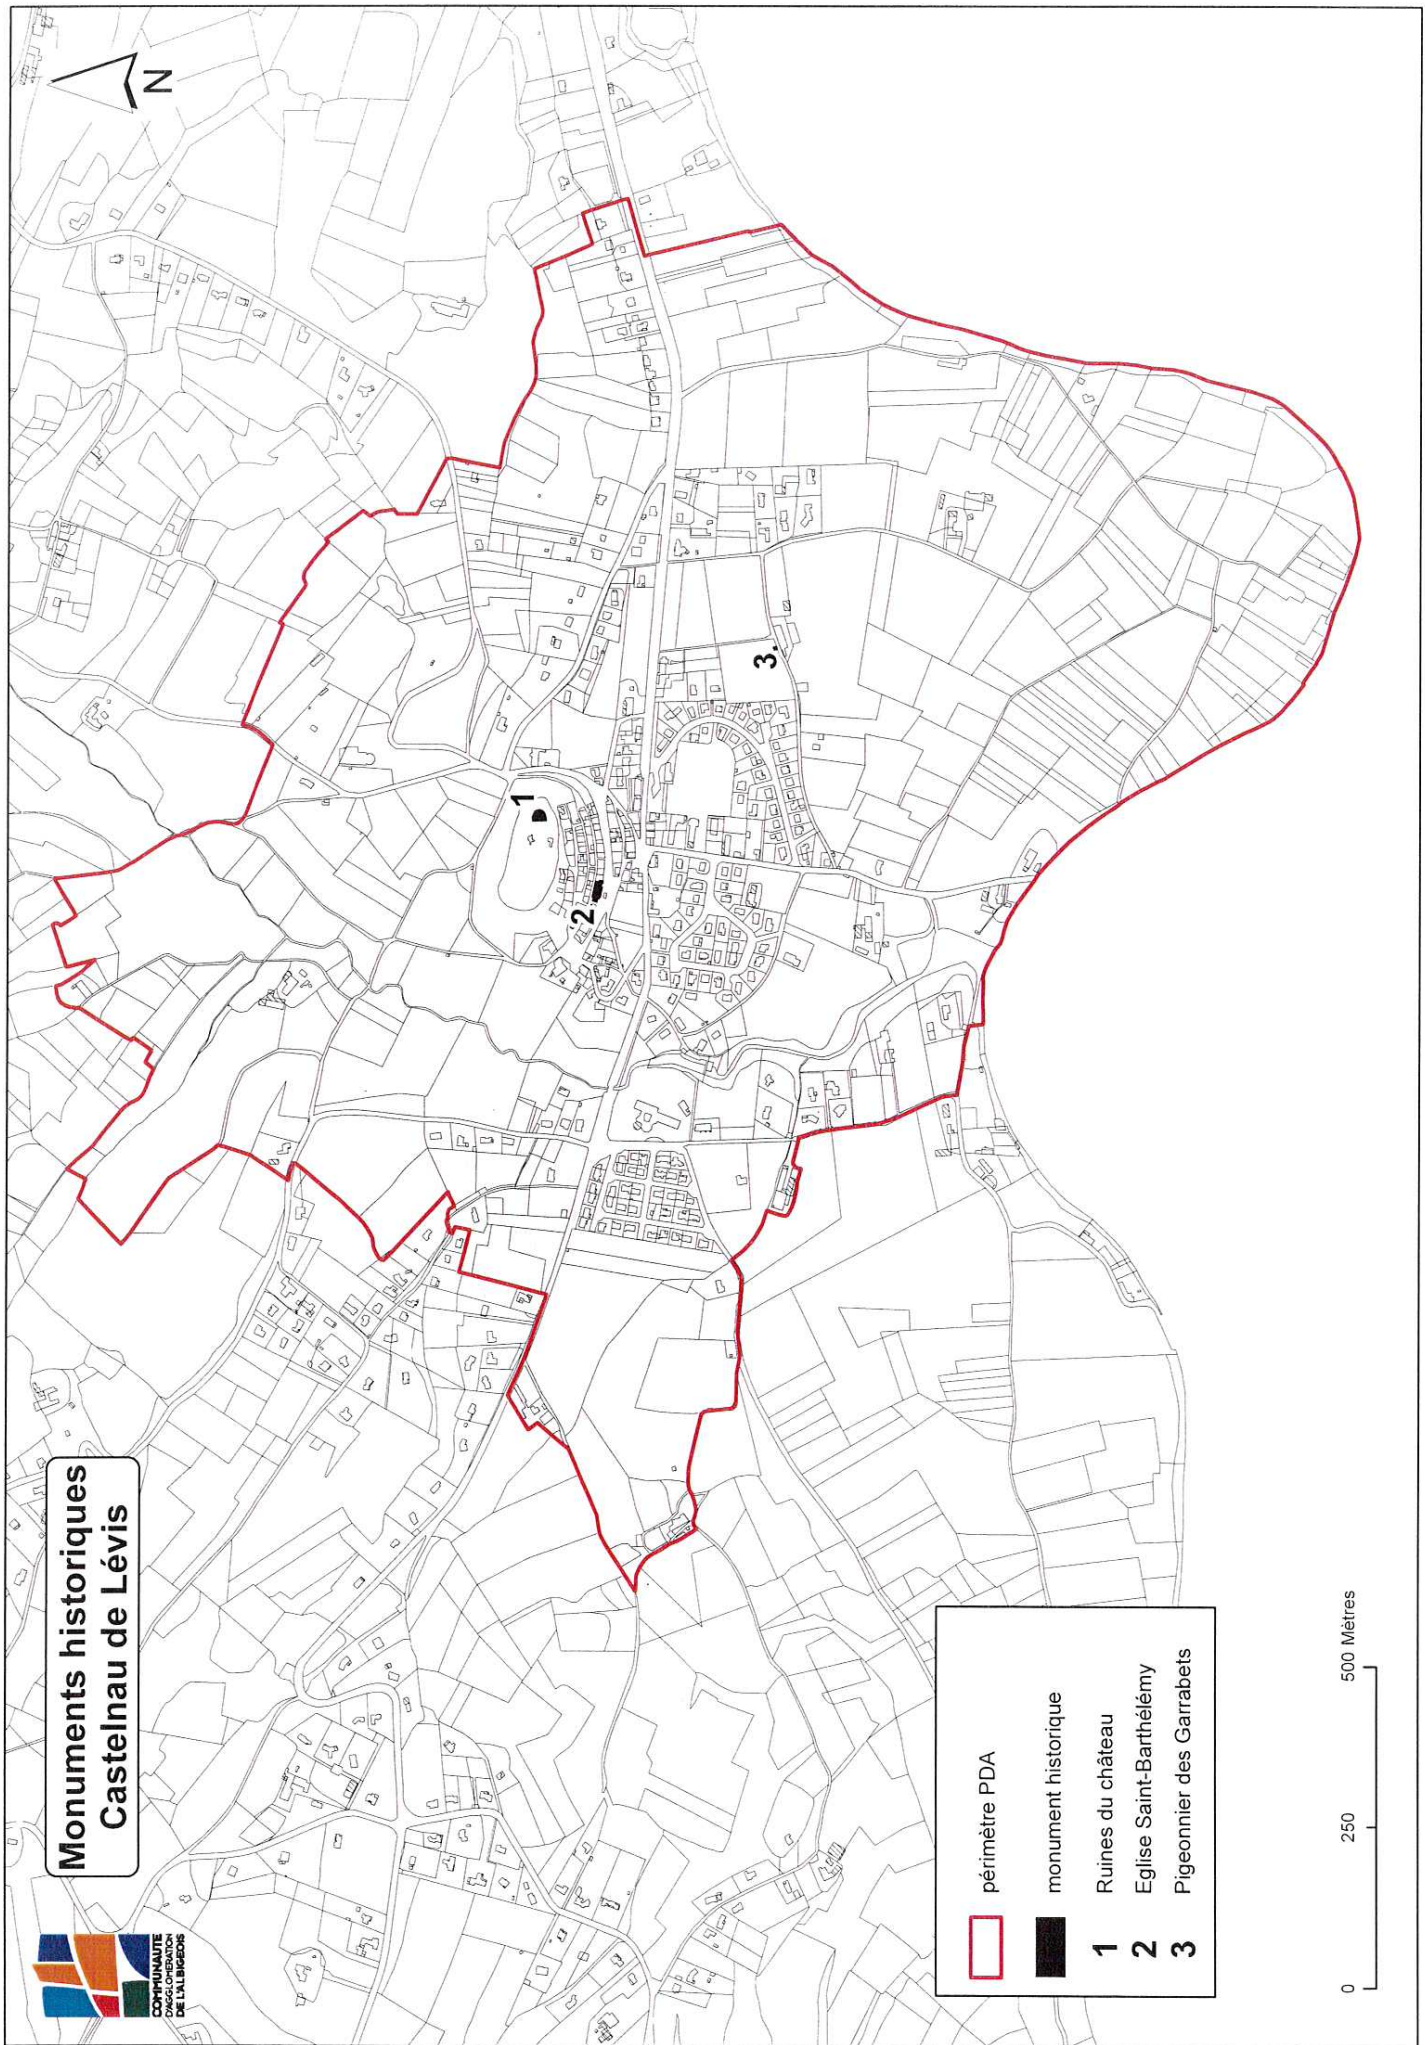 Monuments historiques
Castelnau de Lévis
N
COMMUNAUTE
D'AGGLOMERATION
DE L'ALBIGEOIS
1
2
3.
périmètre PDA
monument historique
1 Ruines du château
2 Eglise Saint-Barthélémy
3 Pigeonnier des Garrabets
0 250 500 Mètres